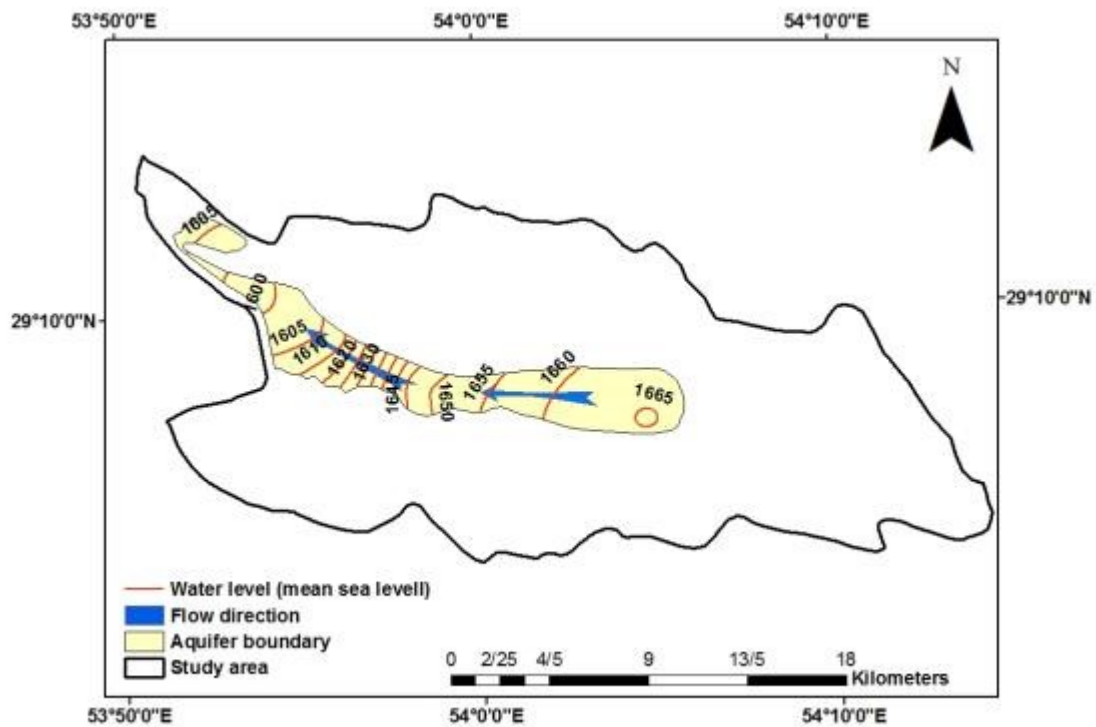 53°50'0"E
54°0'0"E
54°10'0"E
N
1605
1600
29°10'0"N
29°10'0"N
1605
1610
1620
1630
1645
1650
1655
1660
1665
Water level (mean sea levell)
Flow direction
Aquifer boundary
Study area
0 2/25 4/5 9 13/5 18
Kilometers
53°50'0"E
54°0'0"E
54°10'0"E